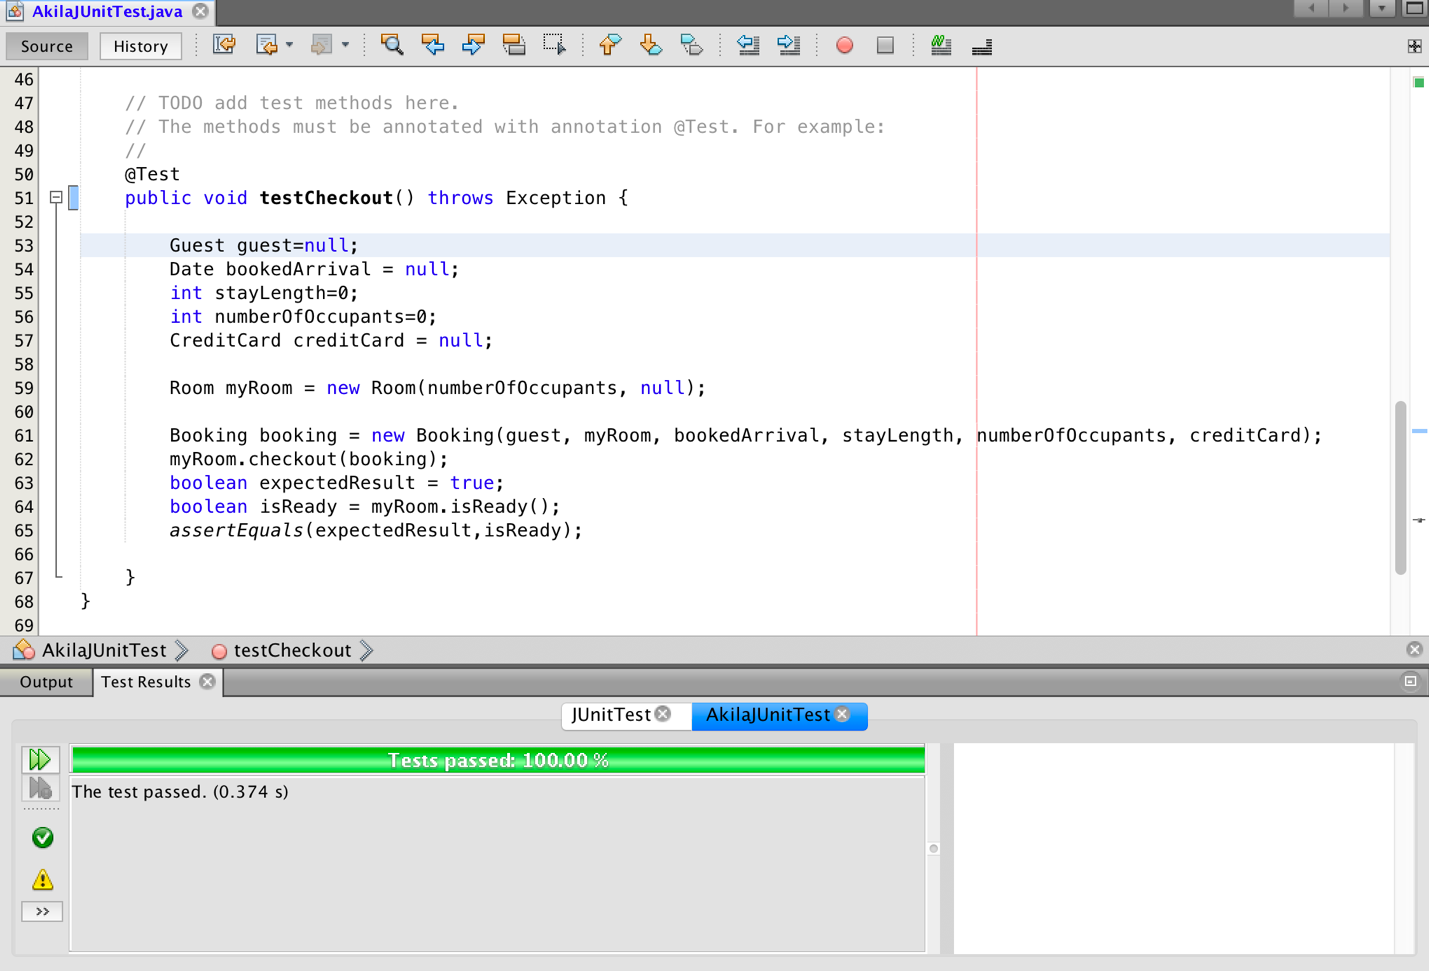 AkilaJUnitTest.java
Source History
46
47 // TODO add test methods here.
48 // The methods must be annotated with annotation @Test. For example:
49 //
50 @Test
51 public void testCheckout() throws Exception {
52
53 Guest guest=null;
54 Date bookedArrival = null;
55 int stayLength=0;
56 int numberOfOccupants=0;
57 CreditCard creditCard = null;
58
59 Room myRoom = new Room(numberOfOccupants, null);
60
61 Booking booking = new Booking(guest, myRoom, bookedArrival, stayLength, numberOfOccupants, creditCard);
62 myRoom.checkout(booking);
63 boolean expectedResult = true;
64 boolean isReady = myRoom.isReady();
65 assertEquals(expectedResult,isReady);
66
67 }
68 }
69
AkilaJUnitTest testCheckout
Output Test Results
JUnitTest AkilaJUnitTest
Tests passed: 100.00 %
The test passed. (0.374 s)
>>